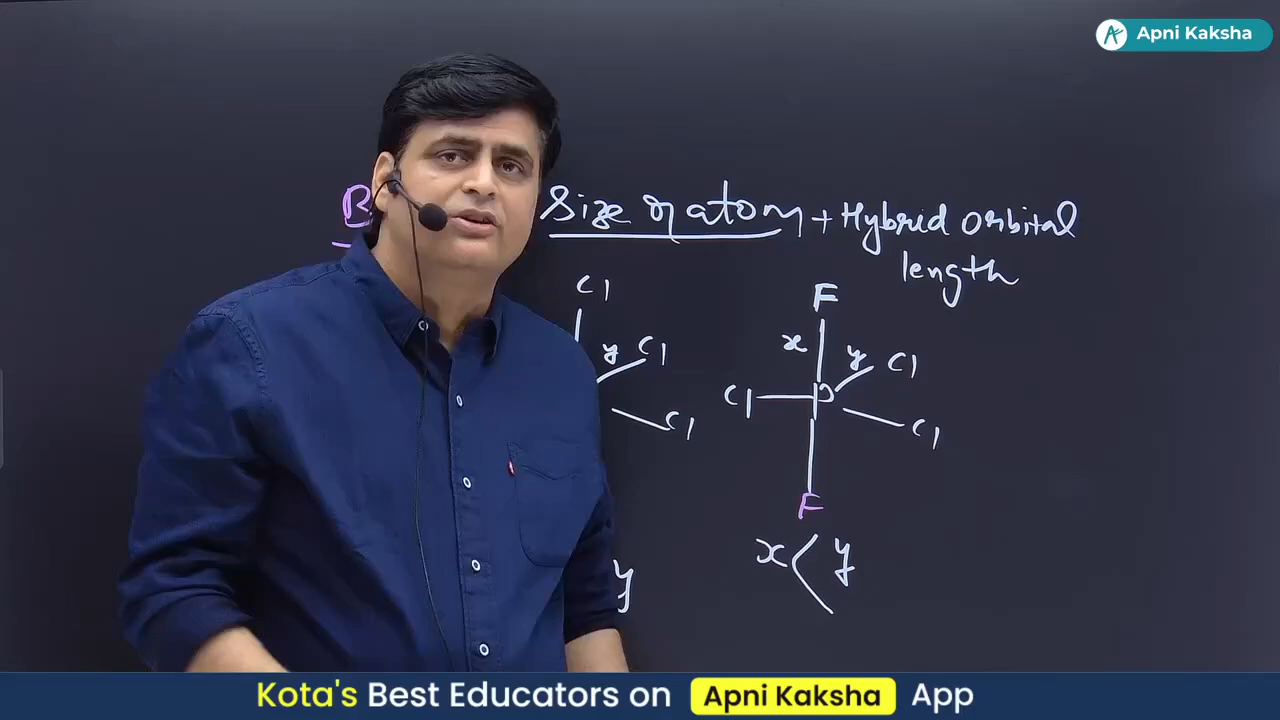 Apni Kaksha
B Size of atom + Hybrid orbital
length
Cl
F
x
y Cl
y Cl
Cl
P
Cl
Cl
F
x < y
y
Kota's Best Educators on Apni Kaksha App